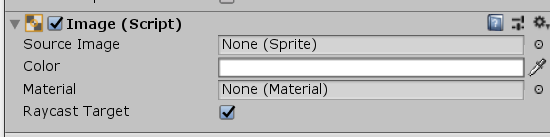 Image (Script)
Source Image None (Sprite)
Color
Material None (Material)
Raycast Target